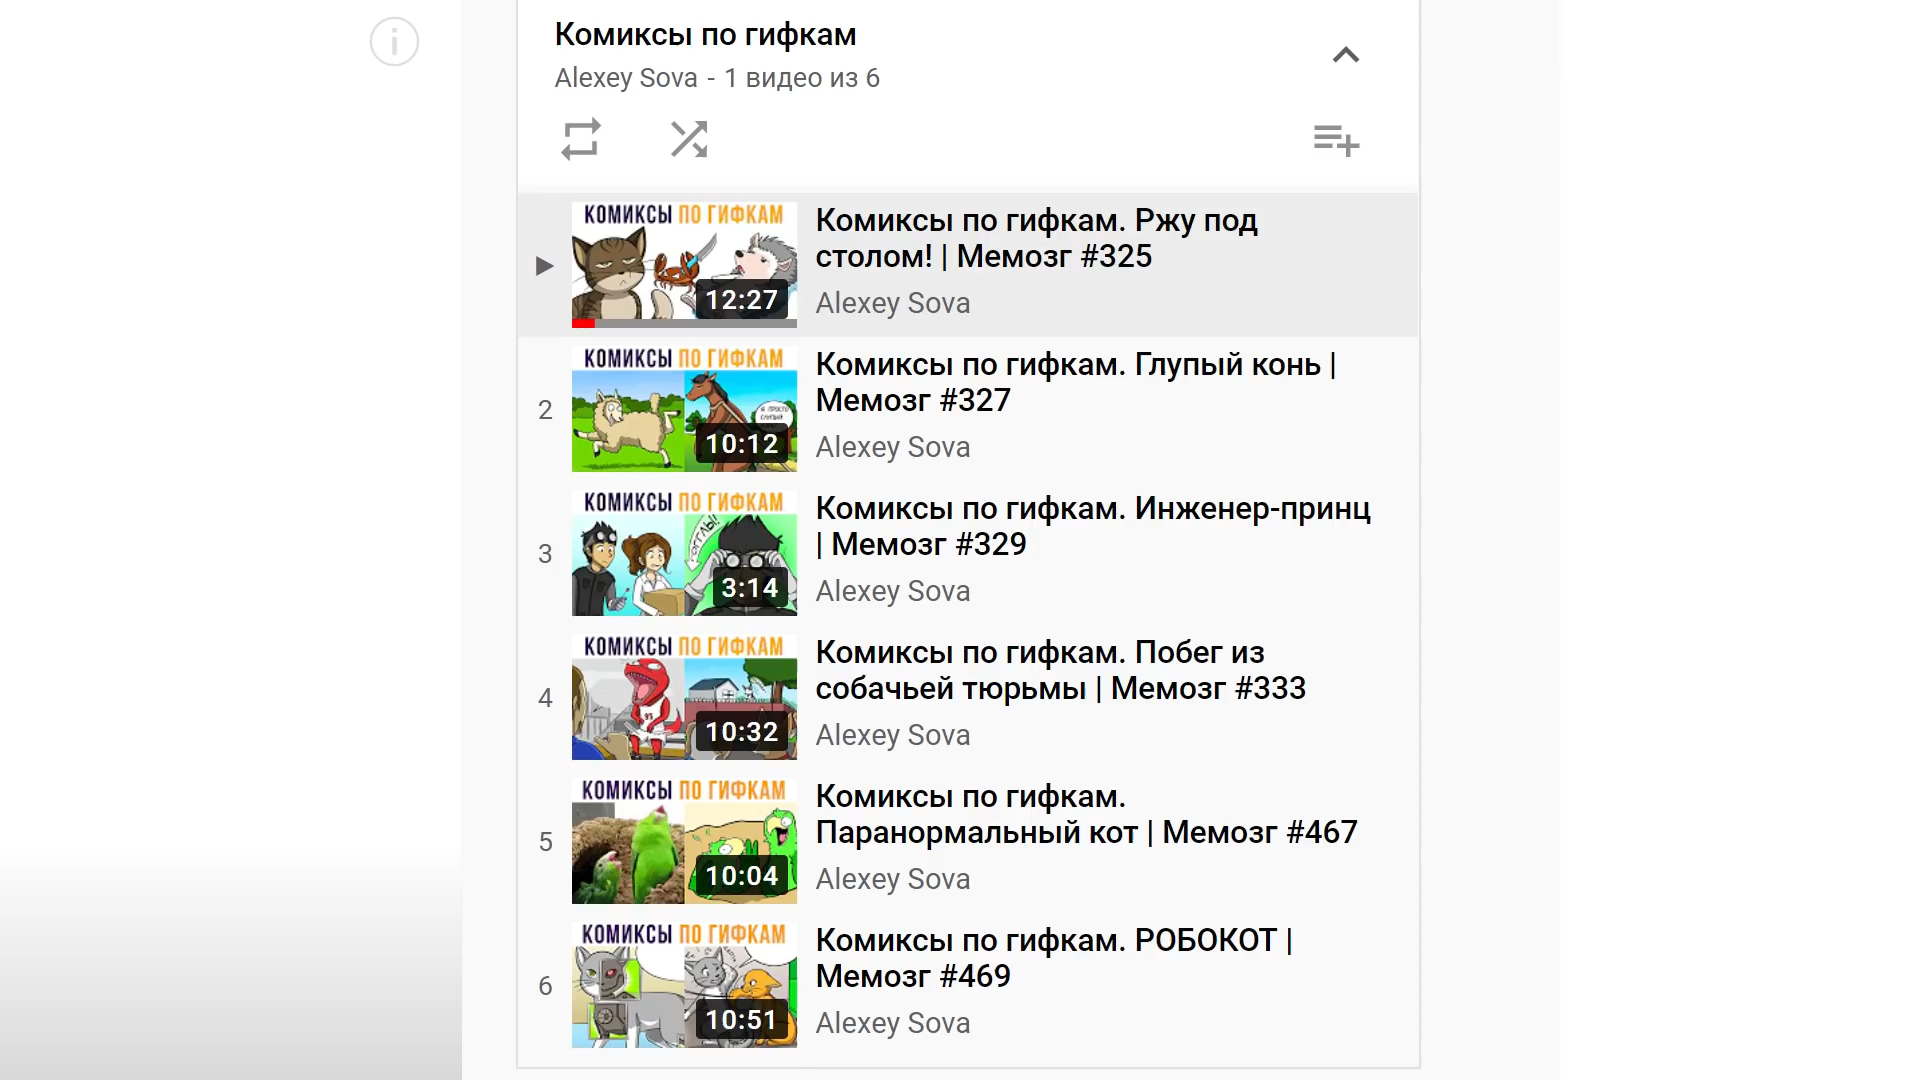 Комиксы по гифкам
Alexey Sova - 1 видео из 6
КОМИКСЫ ПО ГИФКАМ
12:27
Комиксы по гифкам. Ржу под
столом! | Мемозг #325
Alexey Sova
2
КОМИКСЫ ПО ГИФКАМ
Я ПРОСТО
ГЛУПЫЙ
10:12
Комиксы по гифкам. Глупый конь |
Мемозг #327
Alexey Sova
3
КОМИКСЫ ПО ГИФКАМ
3:14
Комиксы по гифкам. Инженер-принц
| Мемозг #329
Alexey Sova
4
КОМИКСЫ ПО ГИФКАМ
10:32
Комиксы по гифкам. Побег из
собачьей тюрьмы | Мемозг #333
Alexey Sova
5
КОМИКСЫ ПО ГИФКАМ
10:04
Комиксы по гифкам.
Паранормальный кот | Мемозг #467
Alexey Sova
6
КОМИКСЫ ПО ГИФКАМ
10:51
Комиксы по гифкам. РОБОКОТ |
Мемозг #469
Alexey Sova